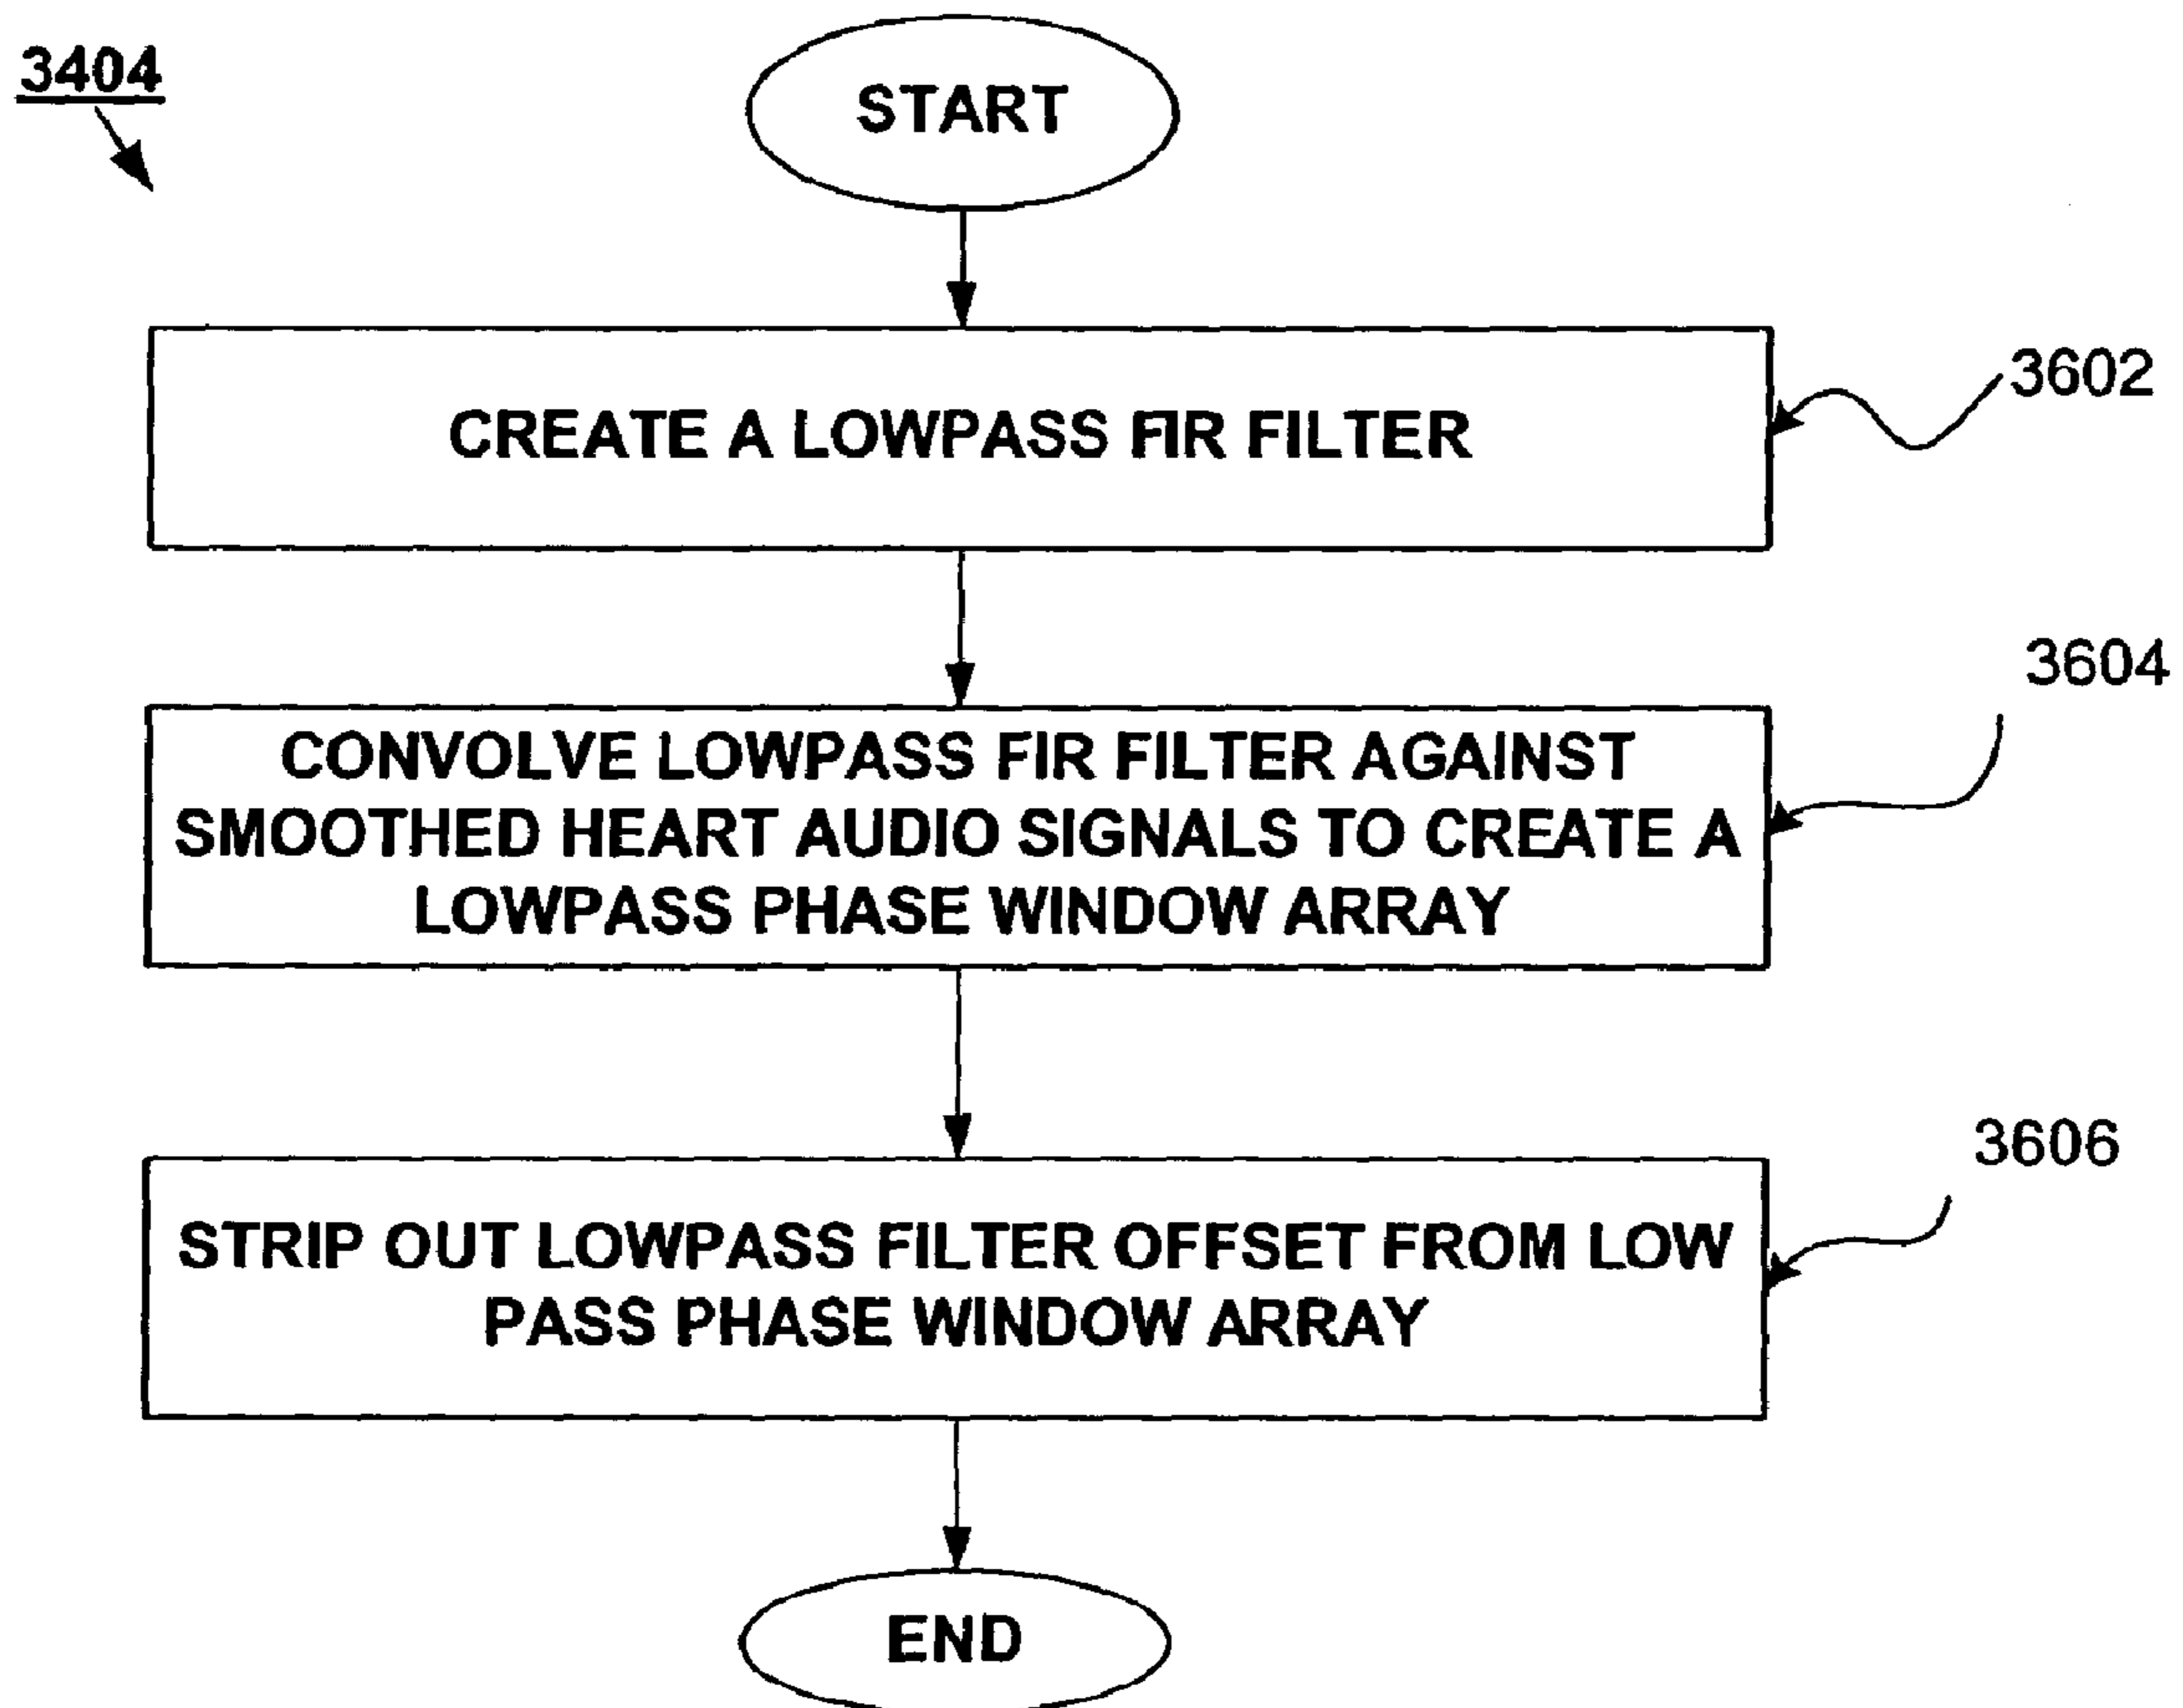 3404
START
CREATE A LOWPASS FIR FILTER
3602
3604
CONVOLVE LOWPASS FIR FILTER AGAINST
SMOOTHED HEART AUDIO SIGNALS TO CREATE A
LOWPASS PHASE WINDOW ARRAY
3606
STRIP OUT LOWPASS FILTER OFFSET FROM LOW
PASS PHASE WINDOW ARRAY
END